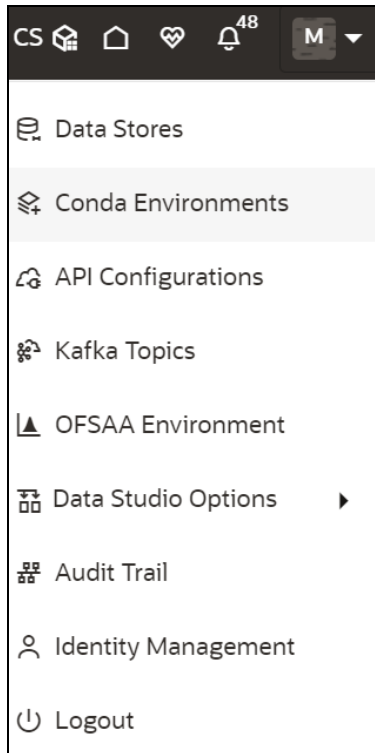 CS 48 M
Data Stores
Conda Environments
API Configurations
Kafka Topics
OFSAA Environment
Data Studio Options
Audit Trail
Identity Management
Logout